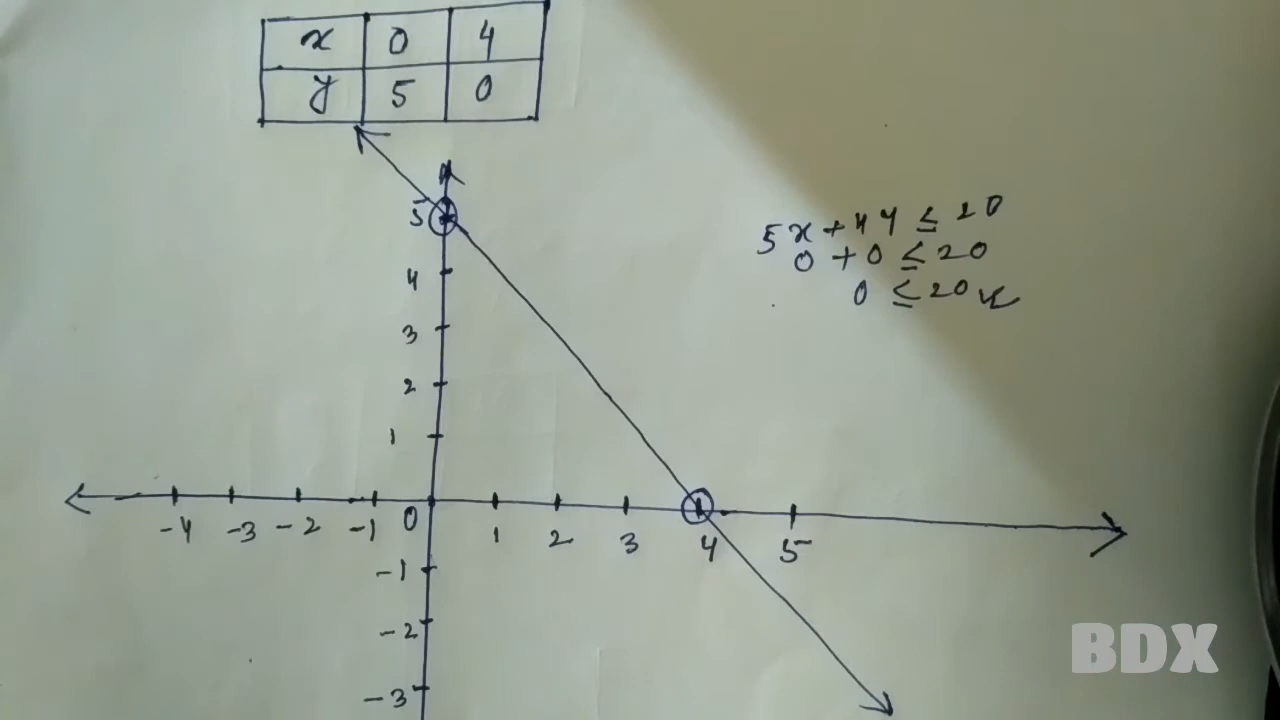 x 0 4
y 5 0
5x+4y ≤ 20
0 + 0 ≤ 20
0 ≤ 20
5
4
3
2
1
-4 -3 -2 -1 0 1 2 3 4 5
-1
-2
-3
BDX